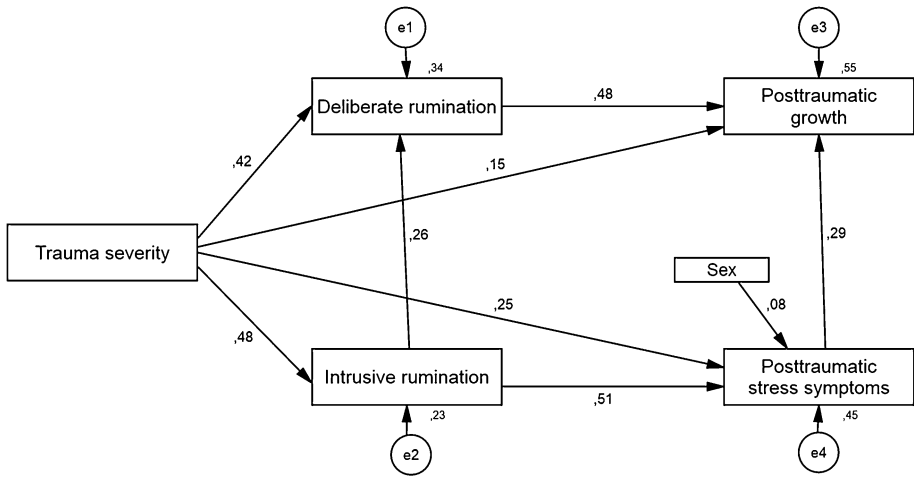 e1
e3
,34
,55
Deliberate rumination
,48
Posttraumatic
growth
,42
,15
Trauma severity
,26
,29
Sex
,25
,08
,48
Intrusive rumination
,51
Posttraumatic
stress symptoms
,23
,45
e2
e4